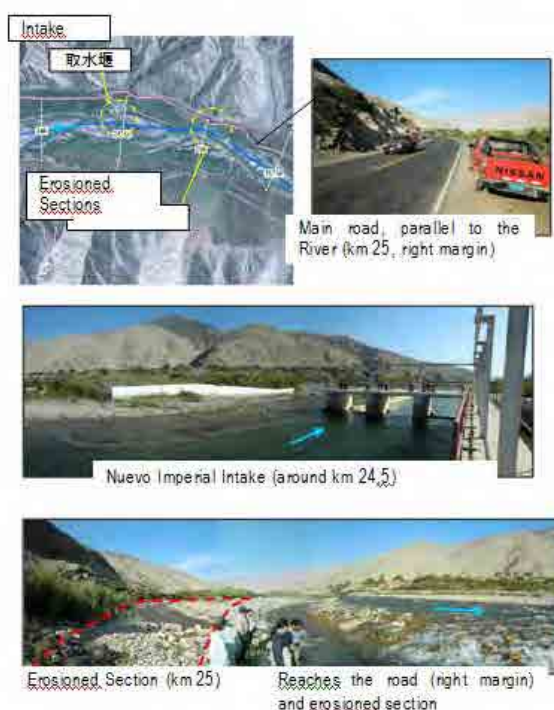 Intake
取水堰
Erosioned
Sections
NISSAN
Main road, parallel to the
River (km 25, right margin)
Nuevo Imperial Intake (around km 24,5)
Erosioned Section (km 25)
Reaches the road (right margin)
and erosioned section